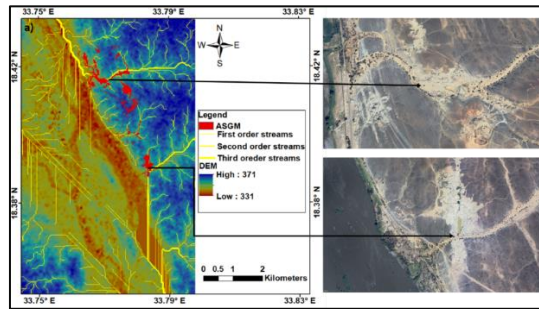 33.75 E 33.79 E 33.83 E
a)
N
W E
S
18.42 N
18.42 N
Legend
ASGM
First order streams
Second order streams
Third oreder streams
DEM
High : 371
Low : 331
18.38 N
18.38 N
0 0.5 1 2
Kilometers
33.75 E 33.79 E 33.83 E